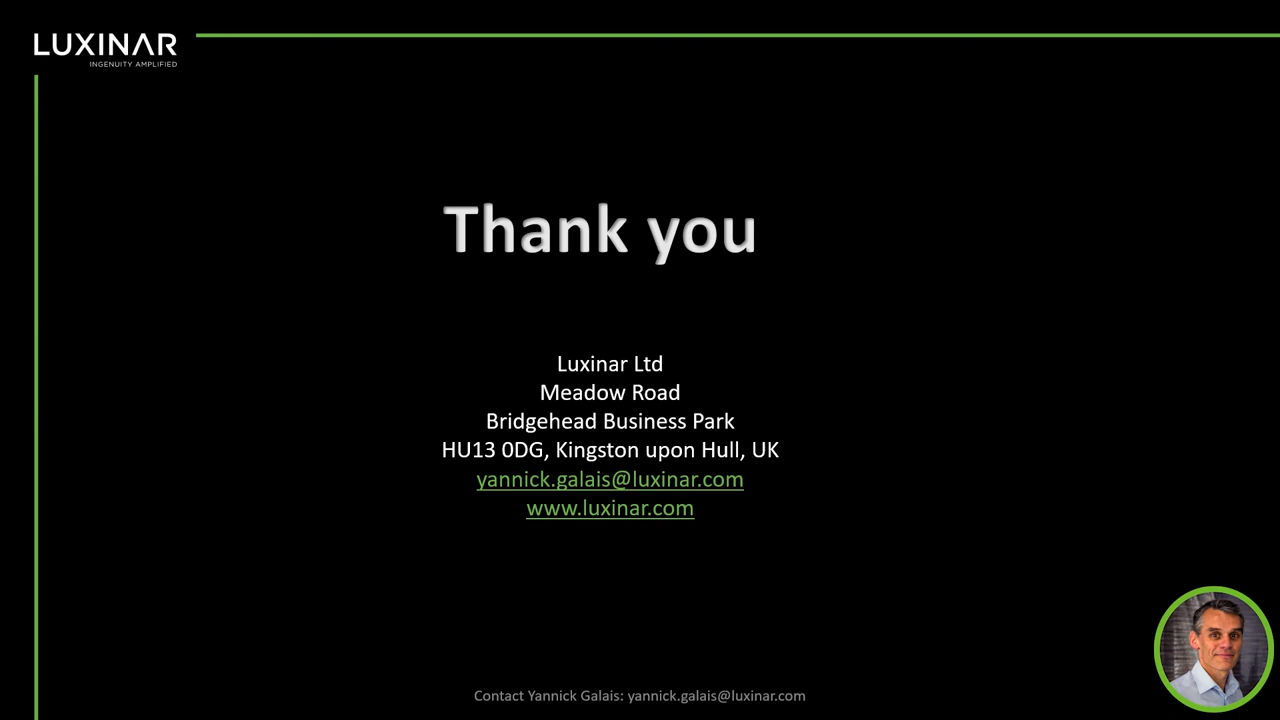 LUXINAR
INGENUITY AMPLIFIED
Thank you
Luxinar Ltd
Meadow Road
Bridgehead Business Park
HU13 0DG, Kingston upon Hull, UK
yannick.galais@luxinar.com
www.luxinar.com
Contact Yannick Galais: yannick.galais@luxinar.com